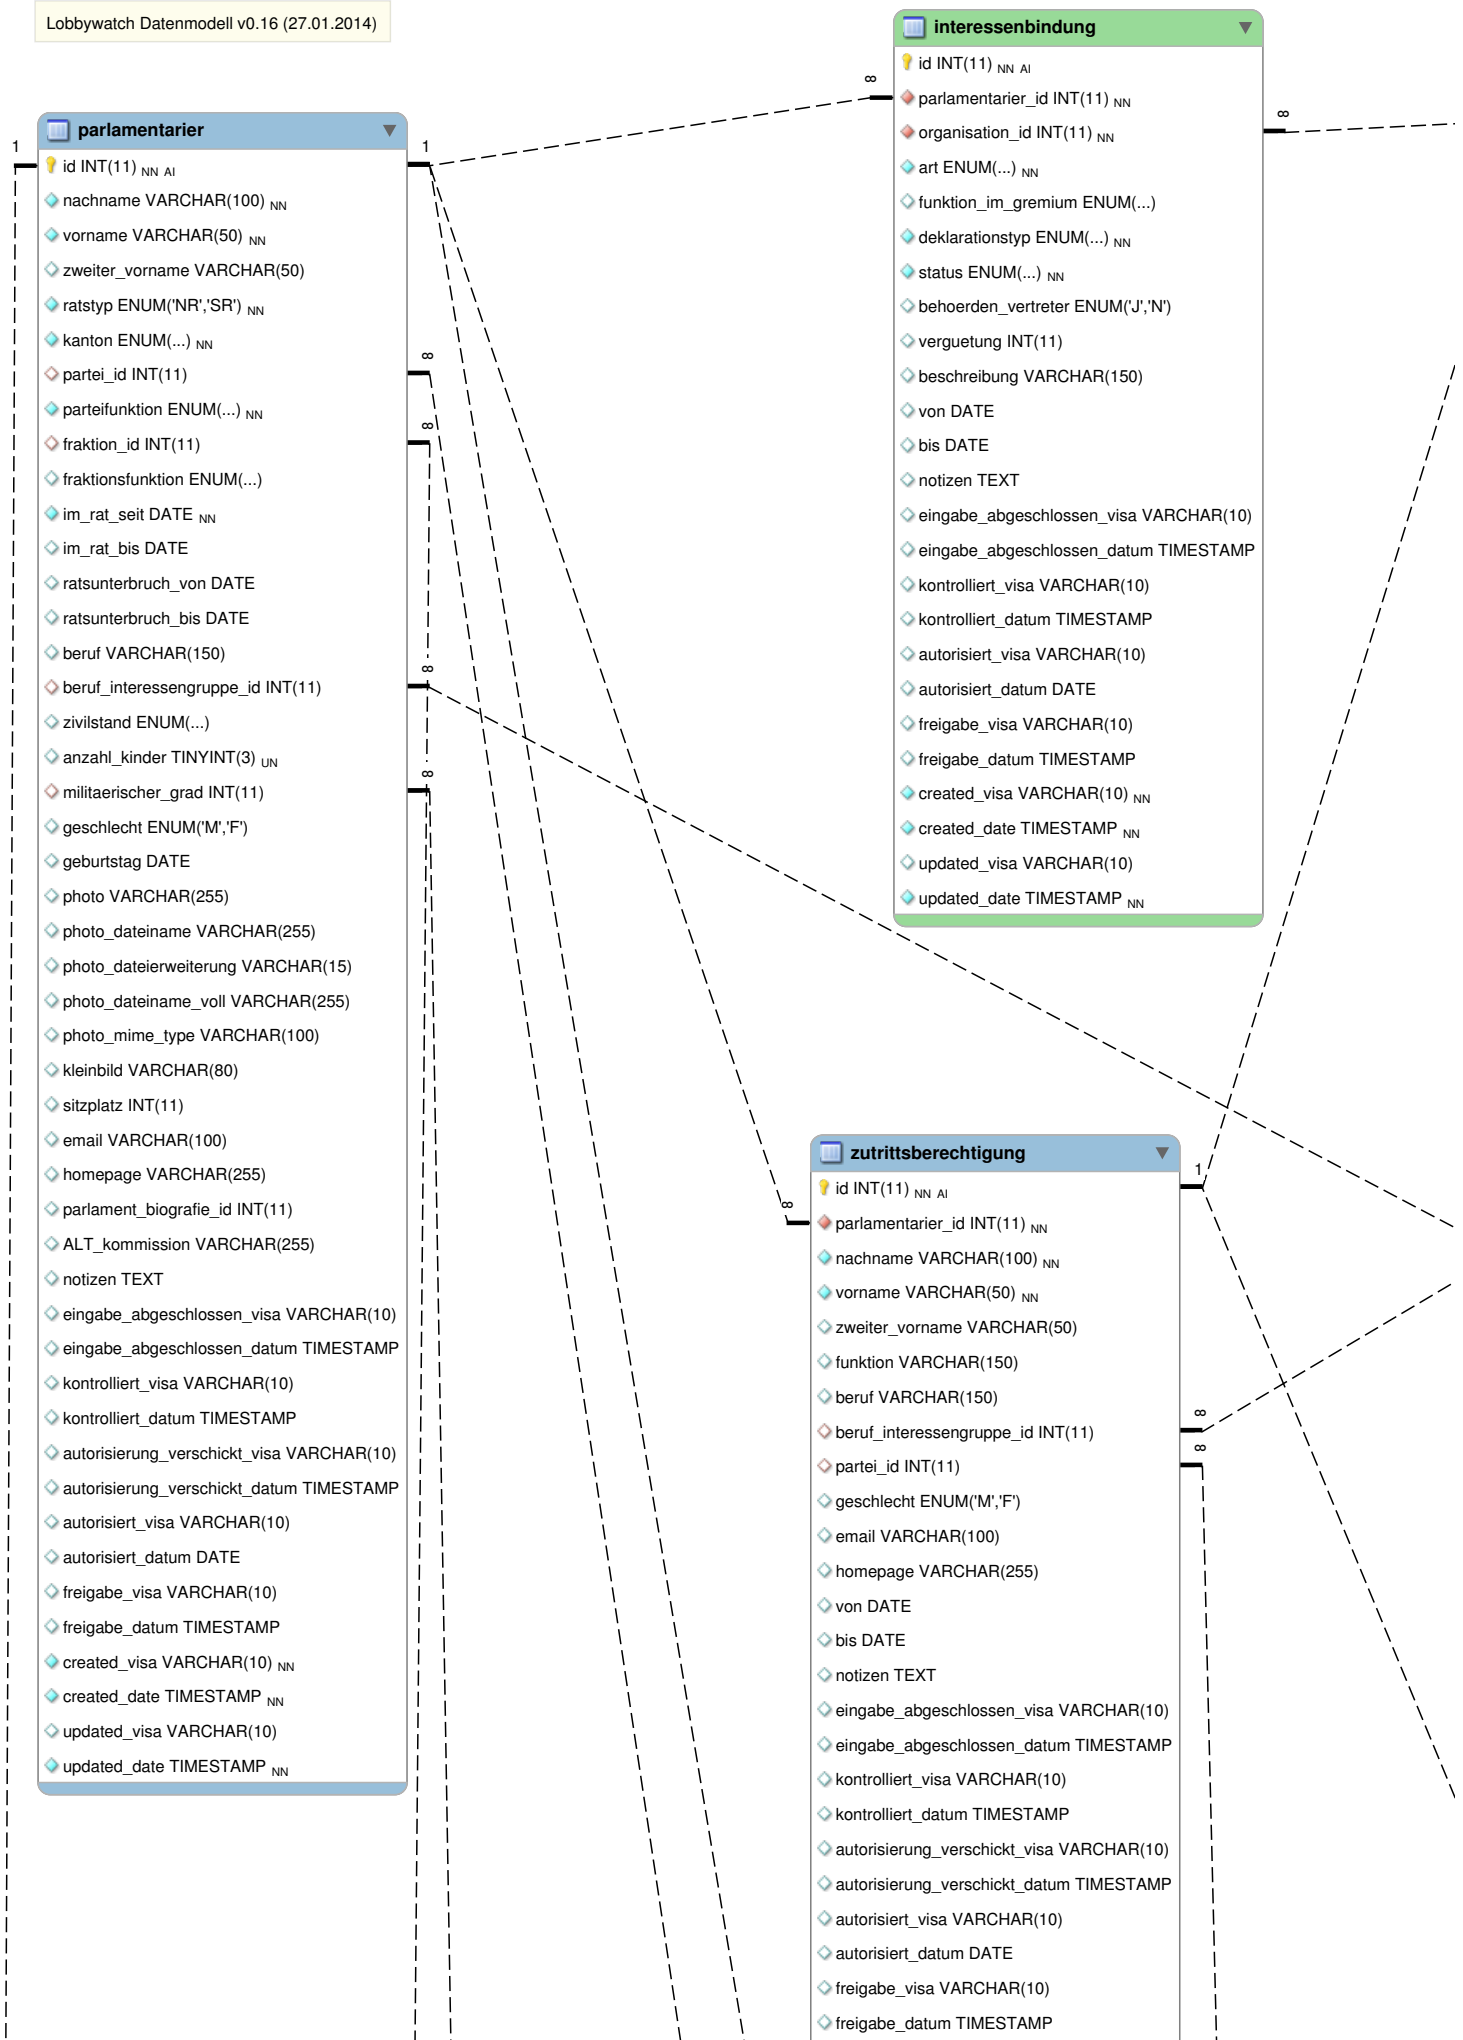 Lobbywatch Datenmodell v0.16 (27.01.2014)
parlamentarier
1
1
id INT(11) NN AI
nachname VARCHAR(100) NN
vorname VARCHAR(50) NN
zweiter_vorname VARCHAR(50)
ratstyp ENUM('NR','SR') NN
kanton ENUM(...) NN
∞
partei_id INT(11)
parteifunktion ENUM(...) NN
∞
fraktion_id INT(11)
fraktionsfunktion ENUM(...)
im_rat_seit DATE NN
im_rat_bis DATE
ratsunterbruch_von DATE
ratsunterbruch_bis DATE
beruf VARCHAR(150)
∞
beruf_interessengruppe_id INT(11)
zivilstand ENUM(...)
anzahl_kinder TINYINT(3) UN
∞
militaerischer_grad INT(11)
geschlecht ENUM('M','F')
geburtstag DATE
photo VARCHAR(255)
photo_dateiname VARCHAR(255)
photo_dateierweiterung VARCHAR(15)
photo_dateiname_voll VARCHAR(255)
photo_mime_type VARCHAR(100)
kleinbild VARCHAR(80)
sitzplatz INT(11)
email VARCHAR(100)
homepage VARCHAR(255)
parlament_biografie_id INT(11)
ALT_kommission VARCHAR(255)
notizen TEXT
eingabe_abgeschlossen_visa VARCHAR(10)
eingabe_abgeschlossen_datum TIMESTAMP
kontrolliert_visa VARCHAR(10)
kontrolliert_datum TIMESTAMP
autorisierung_verschickt_visa VARCHAR(10)
autorisierung_verschickt_datum TIMESTAMP
autorisiert_visa VARCHAR(10)
autorisiert_datum DATE
freigabe_visa VARCHAR(10)
freigabe_datum TIMESTAMP
created_visa VARCHAR(10) NN
created_date TIMESTAMP NN
updated_visa VARCHAR(10)
updated_date TIMESTAMP NN
interessenbindung
id INT(11) NN AI
∞
parlamentarier_id INT(11) NN
∞
organisation_id INT(11) NN
art ENUM(...) NN
funktion_im_gremium ENUM(...)
deklarationstyp ENUM(...) NN
status ENUM(...) NN
behoerden_vertreter ENUM('J','N')
verguetung INT(11)
beschreibung VARCHAR(150)
von DATE
bis DATE
notizen TEXT
eingabe_abgeschlossen_visa VARCHAR(10)
eingabe_abgeschlossen_datum TIMESTAMP
kontrolliert_visa VARCHAR(10)
kontrolliert_datum TIMESTAMP
autorisiert_visa VARCHAR(10)
autorisiert_datum DATE
freigabe_visa VARCHAR(10)
freigabe_datum TIMESTAMP
created_visa VARCHAR(10) NN
created_date TIMESTAMP NN
updated_visa VARCHAR(10)
updated_date TIMESTAMP NN
zutrittsberechtigung
1
id INT(11) NN AI
∞
parlamentarier_id INT(11) NN
nachname VARCHAR(100) NN
vorname VARCHAR(50) NN
zweiter_vorname VARCHAR(50)
funktion VARCHAR(150)
beruf VARCHAR(150)
∞
beruf_interessengruppe_id INT(11)
∞
partei_id INT(11)
geschlecht ENUM('M','F')
email VARCHAR(100)
homepage VARCHAR(255)
von DATE
bis DATE
notizen TEXT
eingabe_abgeschlossen_visa VARCHAR(10)
eingabe_abgeschlossen_datum TIMESTAMP
kontrolliert_visa VARCHAR(10)
kontrolliert_datum TIMESTAMP
autorisierung_verschickt_visa VARCHAR(10)
autorisierung_verschickt_datum TIMESTAMP
autorisiert_visa VARCHAR(10)
autorisiert_datum DATE
freigabe_visa VARCHAR(10)
freigabe_datum TIMESTAMP